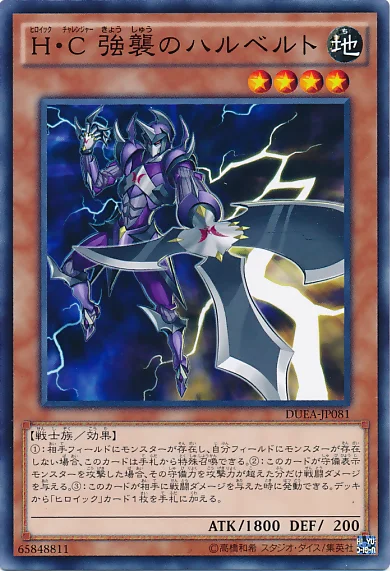 ヒロイック チャレンジャー きょう しゅう
H・C 強襲のハルベルト
ち
地
DUEA-JP081
【戦士族／効果】
①：相手フィールドにモンスターが存在し、自分フィールドにモンスターが存在
しない場合、このカードは手札から特殊召喚できる。②：このカードが守備表示
モンスターを攻撃した場合、その守備力を攻撃力が超えた分だけ戦闘ダメージ
を与える。③：このカードが相手に戦闘ダメージを与えた時に発動できる。デッキ
から「ヒロイック」カード１枚を手札に加える。
ATK/1800 DEF/ 200
65848811
©高橋和希 スタジオ・ダイス/集英社